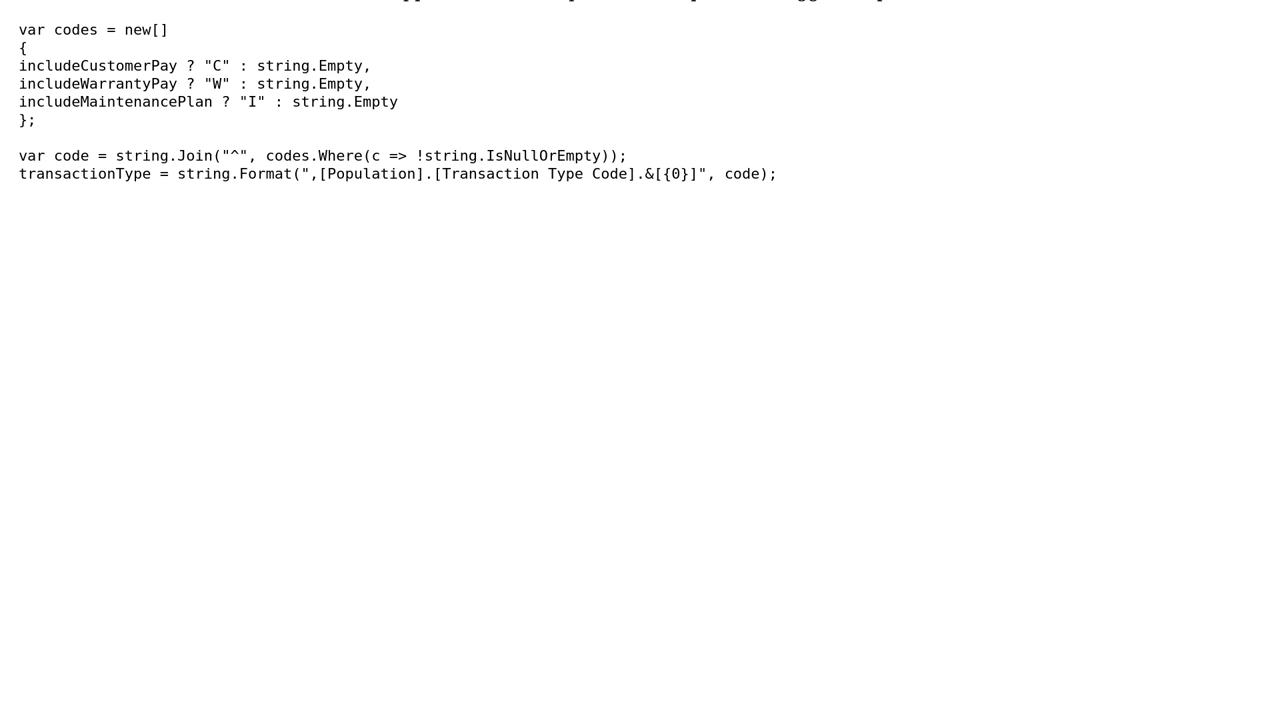 var codes = new[]
{
includeCustomerPay ? "C" : string.Empty,
includeWarrantyPay ? "W" : string.Empty,
includeMaintenancePlan ? "I" : string.Empty
};
var code = string.Join("^", codes.Where(c => !string.IsNullOrEmpty));
transactionType = string.Format(",[Population].[Transaction Type Code].&[{0}]", code);